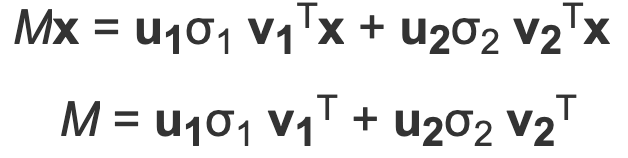 Mx = u₁σ₁ v₁ᵀx + u₂σ₂ v₂ᵀx
M = u₁σ₁ v₁ᵀ + u₂σ₂ v₂ᵀ